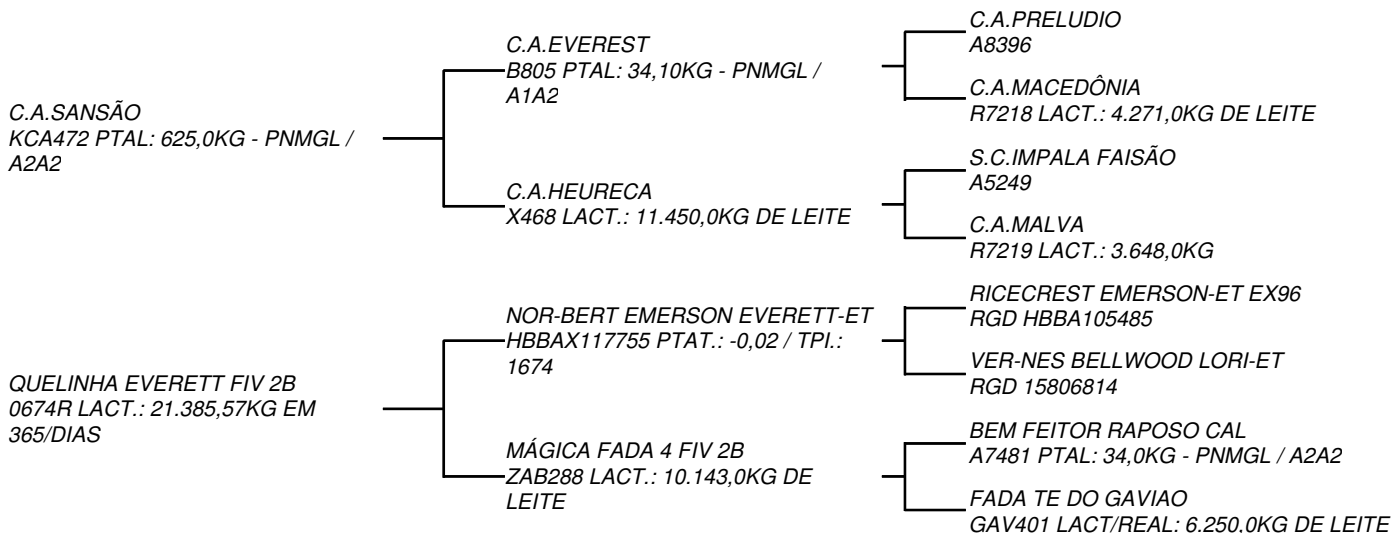 C.A.SANSÃO
KCA472 PTAL: 625,0KG - PNMGL /
A2A2
C.A.EVEREST
B805 PTAL: 34,10KG - PNMGL /
A1A2
C.A.PRELUDIO
A8396
C.A.MACEDÔNIA
R7218 LACT.: 4.271,0KG DE LEITE
C.A.HEURECA
X468 LACT.: 11.450,0KG DE LEITE
S.C.IMPALA FAISÃO
A5249
C.A.MALVA
R7219 LACT.: 3.648,0KG
QUELINHA EVERETT FIV 2B
0674R LACT.: 21.385,57KG EM
365/DIAS
NOR-BERT EMERSON EVERETT-ET
HBBAX117755 PTAT.: -0,02 / TPI.:
1674
RICECREST EMERSON-ET EX96
RGD HBBA105485
VER-NES BELLWOOD LORI-ET
RGD 15806814
MÁGICA FADA 4 FIV 2B
ZAB288 LACT.: 10.143,0KG DE
LEITE
BEM FEITOR RAPOSO CAL
A7481 PTAL: 34,0KG - PNMGL / A2A2
FADA TE DO GAVIAO
GAV401 LACT/REAL: 6.250,0KG DE LEITE